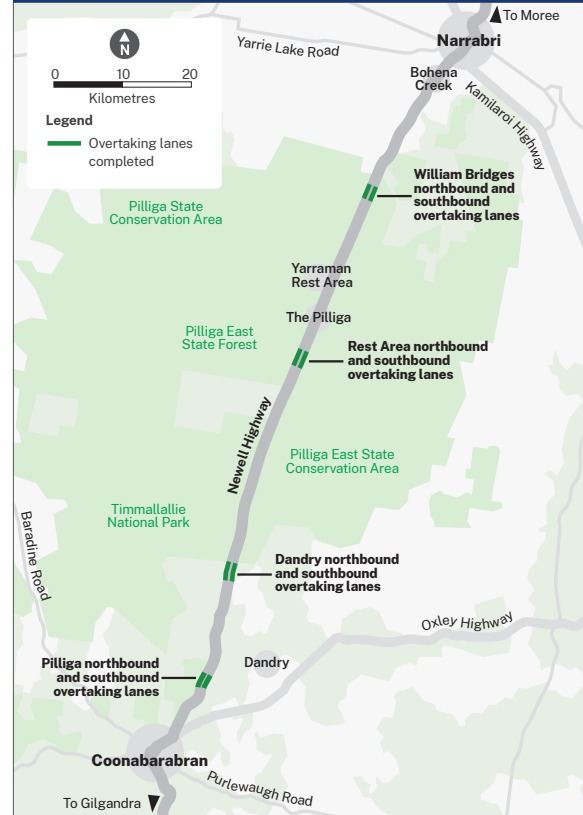 To Moree
Narrabri
Yarrie Lake Road
N
0 10 20
Kilometres
Legend
Overtaking lanes
completed
Bohena
Creek
Kamilaroi Highway
William Bridges
northbound and
southbound
overtaking lanes
Pilliga State
Conservation Area
Yarraman
Rest Area
The Pilliga
Pilliga East
State Forest
Rest Area northbound
and southbound
overtaking lanes
Newell Highway
Pilliga East State
Conservation Area
Timmallallie
National Park
Baradine Road
Dandry northbound
and southbound
overtaking lanes
Oxley Highway
Dandry
Pilliga northbound
and southbound
overtaking lanes
Coonabarabran
Purlewaugh Road
To Gilgandra